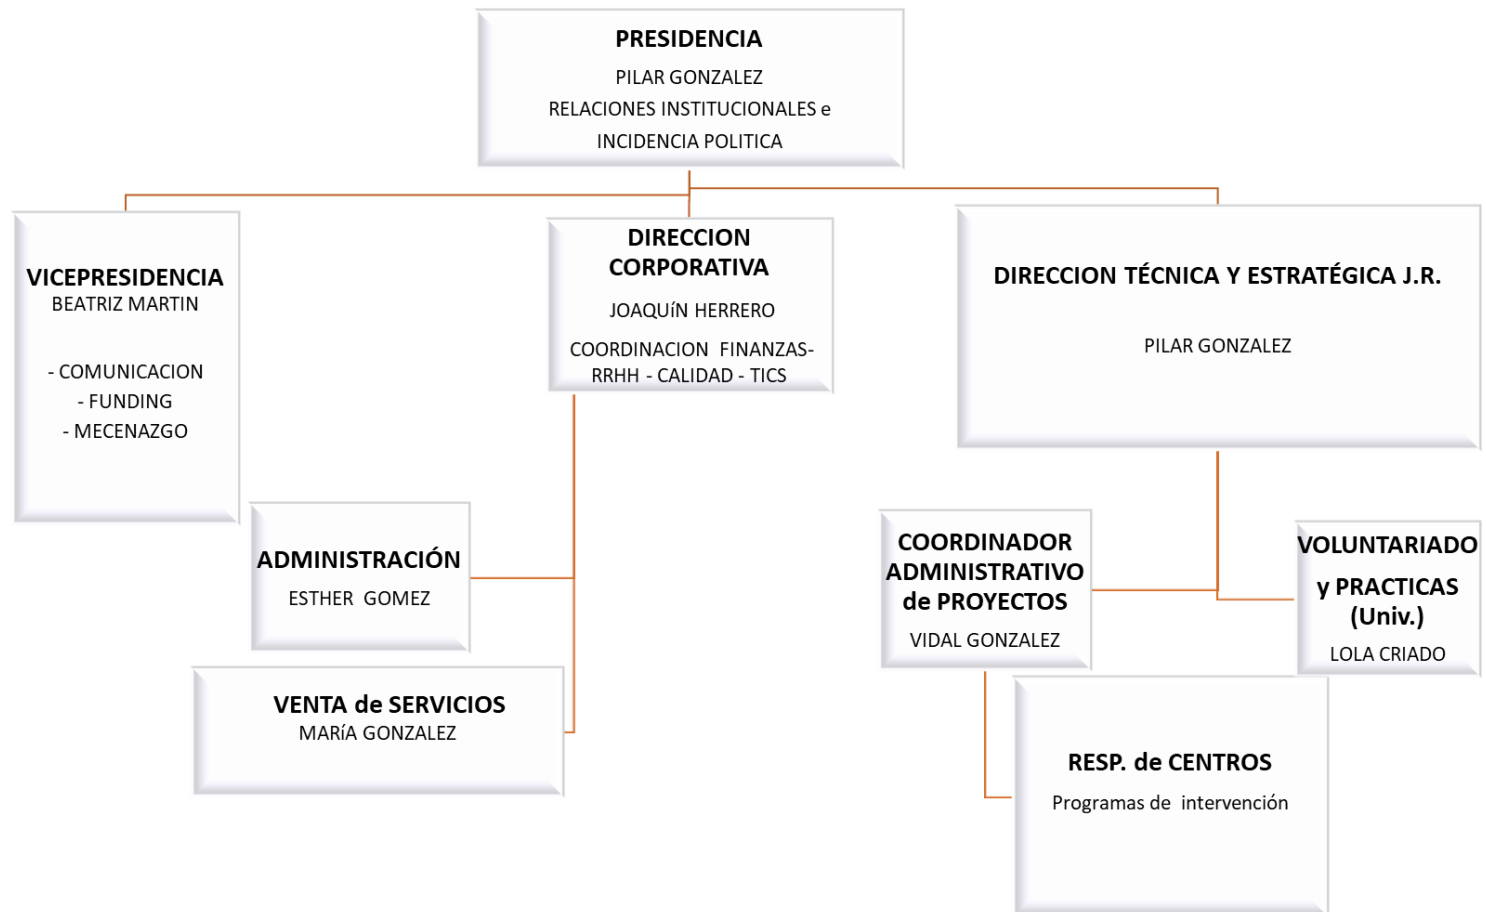 PRESIDENCIA
PILAR GONZALEZ
RELACIONES INSTITUCIONALES e
INCIDENCIA POLITICA
VICEPRESIDENCIA
BEATRIZ MARTIN
- COMUNICACION
- FUNDING
- MECENAZGO
DIRECCION
CORPORATIVA
JOAQUíN HERRERO
COORDINACION FINANZAS-
RRHH - CALIDAD - TICS
DIRECCION TÉCNICA Y ESTRATÉGICA J.R.
PILAR GONZALEZ
ADMINISTRACIÓN
ESTHER GOMEZ
VENTA de SERVICIOS
MARíA GONZALEZ
COORDINADOR
ADMINISTRATIVO
de PROYECTOS
VIDAL GONZALEZ
VOLUNTARIADO
y PRACTICAS
(Univ.)
LOLA CRIADO
RESP. de CENTROS
Programas de intervención